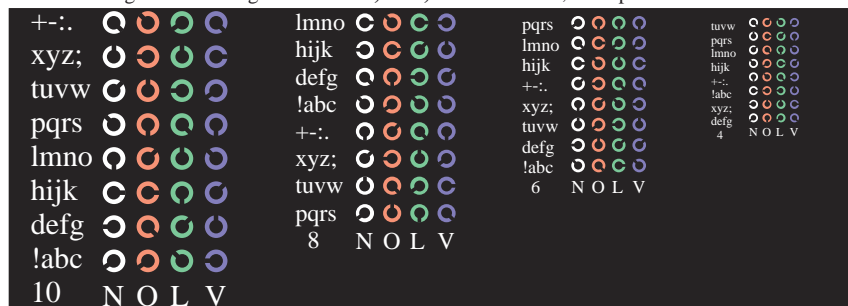 +-:.
xyz;
tuvw
pqrs
lmno
hijk
defg
!abc
10 N O L V
lmno
hijk
defg
!abc
+-:.
xyz;
tuvw
pqrs
8 N O L V
pqrs
lmno
hijk
+-:.
xyz;
tuvw
defg
!abc
6 N O L V
tuvw
pqrs
lmno
hijk
+-:.
!abc
xyz;
defg
4 N O L V